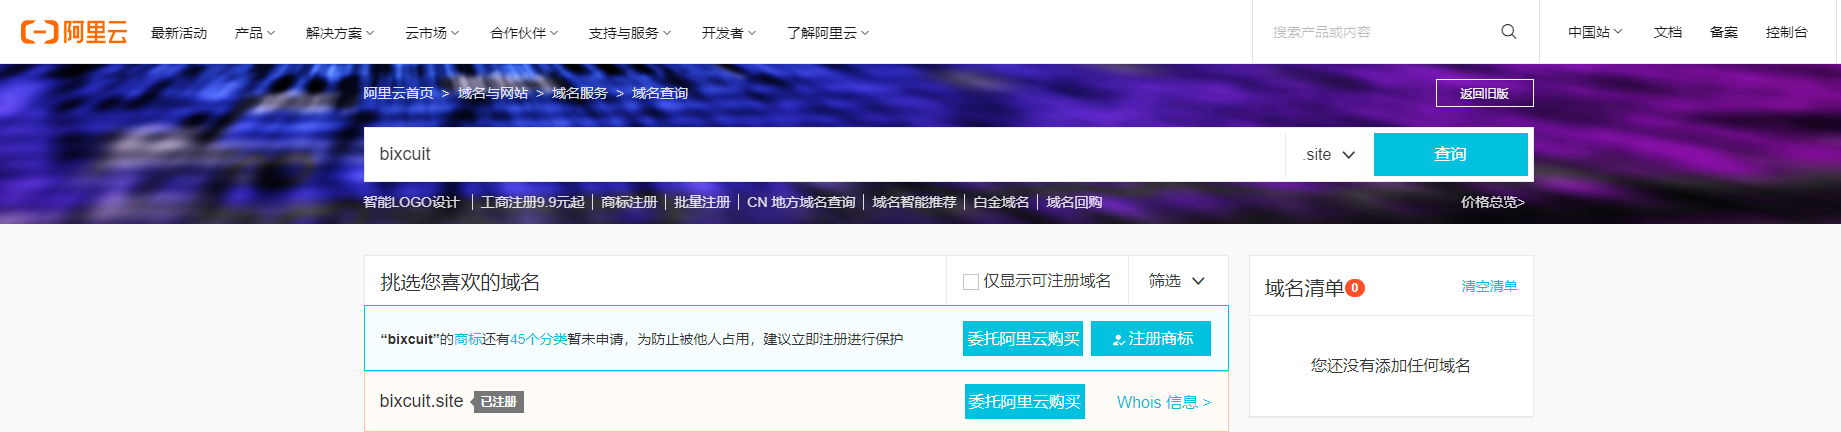 阿里云 最新活动 产品 解决方案 云市场 合作伙伴 支持与服务 开发者 了解阿里云 搜索产品或内容 中国站 文档 备案 控制台
阿里云首页 > 域名与网站 > 域名服务 > 域名查询 返回旧版
bixcuit .site 查询
智能LOGO设计 工商注册9.9元起 商标注册 批量注册 CN 地方域名查询 域名智能推荐 白金域名 域名回购 价格总览>
挑选您喜欢的域名 仅显示可注册域名 筛选 域名清单 0 清空清单
“bixcuit”的商标还有45个分类暂未申请，为防止被他人占用，建议立即注册进行保护 委托阿里云购买 注册商标
您还没有添加任何域名
bixcuit.site 已注册 委托阿里云购买 Whois 信息 >